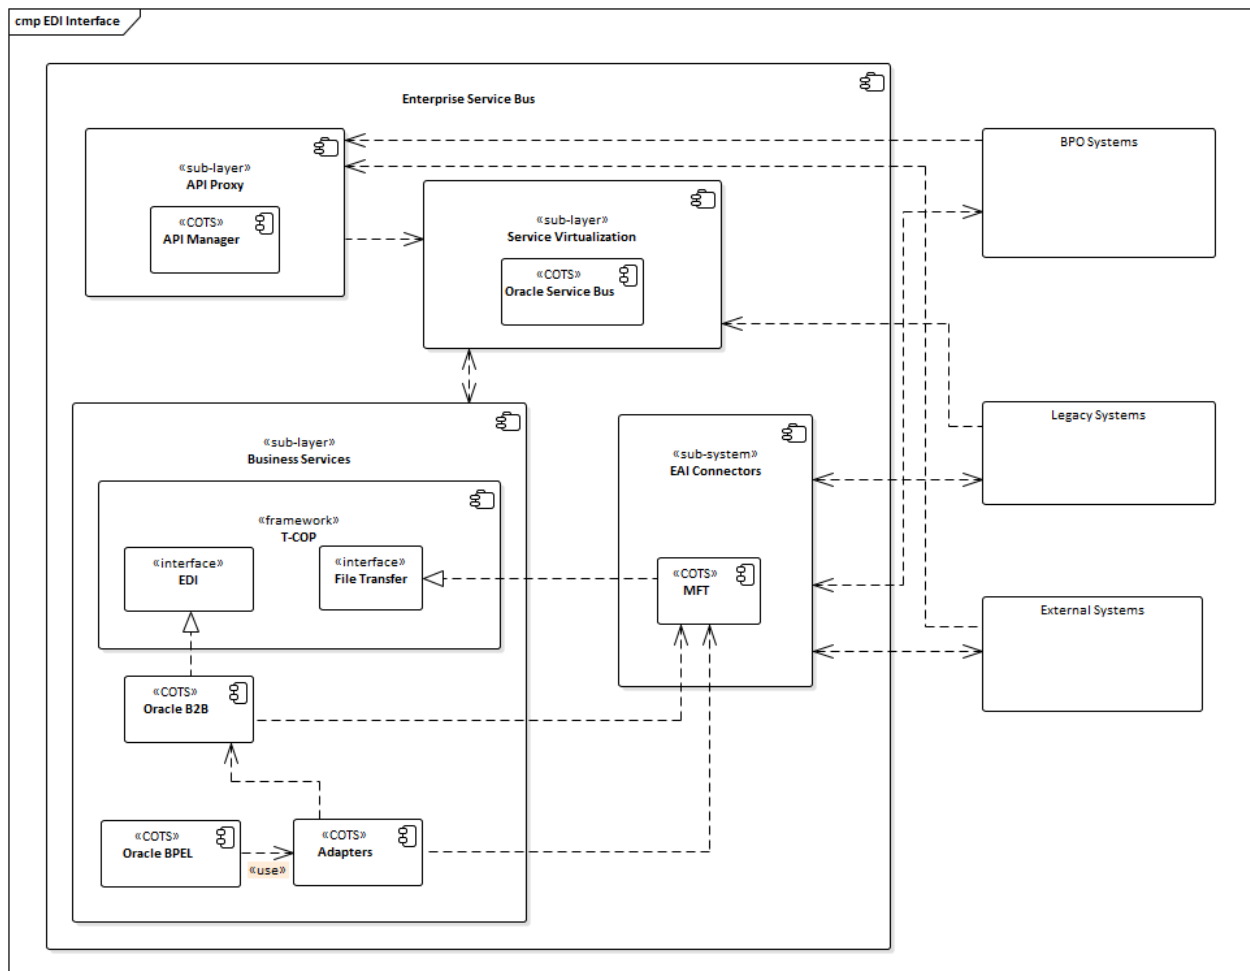 cmp EDI Interface
Enterprise Service Bus
«sub-layer»
API Proxy
«COTS»
API Manager
«sub-layer»
Service Virtualization
«COTS»
Oracle Service Bus
BPO Systems
«sub-layer»
Business Services
«framework»
T-COP
«interface»
EDI
«interface»
File Transfer
«sub-system»
EAI Connectors
«COTS»
MFT
Legacy Systems
External Systems
«COTS»
Oracle B2B
«COTS»
Oracle BPEL
«use»
«COTS»
Adapters